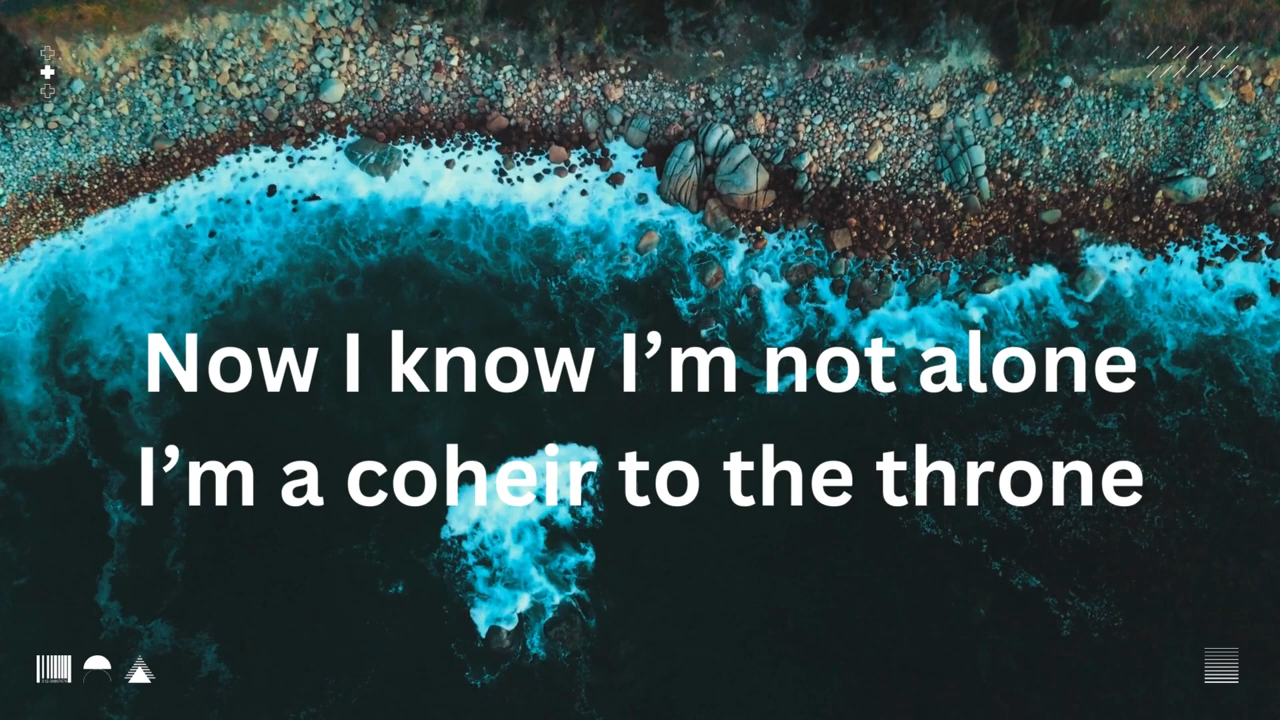 Now I know I’m not alone
I’m a coheir to the throne